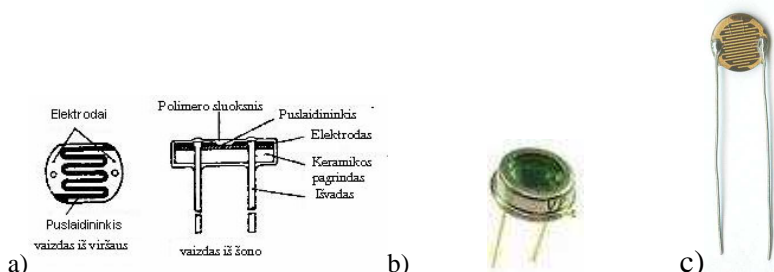 Elektrodai
Puslaidininkis
vaizdas iš viršaus
Polimero sluoksnis
Puslaidininkis
Elektrodas
Keramikos
pagrindas
Išvadas
vaizdas iš šono
a)
b)
c)